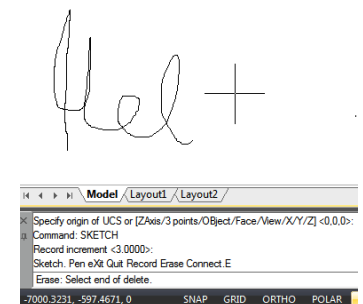 Hel
Model Layout1 Layout2
Specify origin of UCS or [ZAxis/3 points/OBject/Face/View/X/Y/Z] <0,0,0>:
Command: SKETCH
Record increment <3.0000>:
Sketch. Pen eXit Quit Record Erase Connect.E
Erase: Select end of delete.
-7000.3231, -597.4671, 0 SNAP GRID ORTHO POLAR